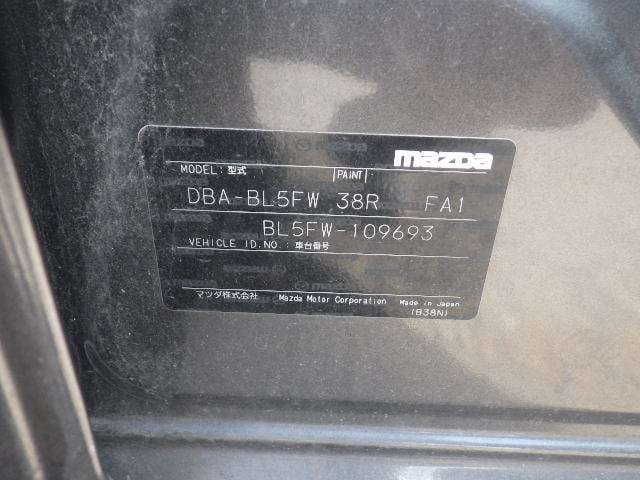 mazda
MODEL: 型式 PAINT
DBA-BL5FW 38R FA1
BL5FW-109693
VEHICLE ID.NO.: 車台番号
マツダ株式会社 Mazda Motor Corporation Made in Japan
(B38N)